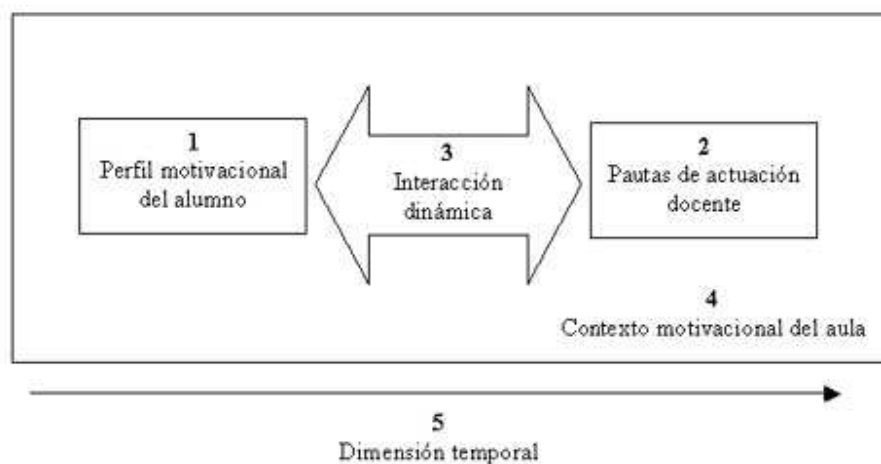 1
Perfil motivacional
del alumno
3
Interacción
dinámica
2
Pautas de actuación
docente
4
Contexto motivacional del aula
5
Dimensión temporal